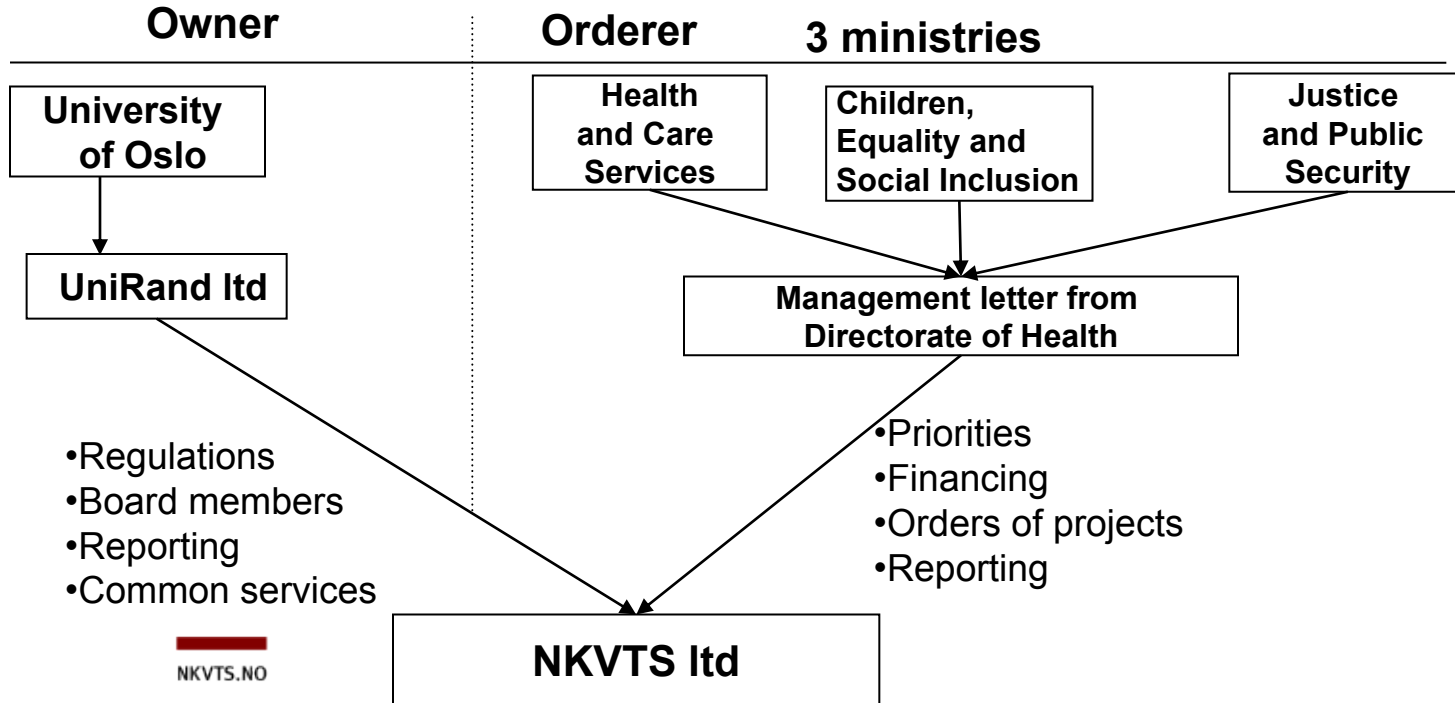 Owner
Orderer
3 ministries
University
of Oslo
Health
and Care
Services
Children,
Equality and
Social Inclusion
Justice
and Public
Security
UniRand ltd
Management letter from
Directorate of Health
•Regulations
•Board members
•Reporting
•Common services
•Priorities
•Financing
•Orders of projects
•Reporting
NKVTS.NO
NKVTS ltd